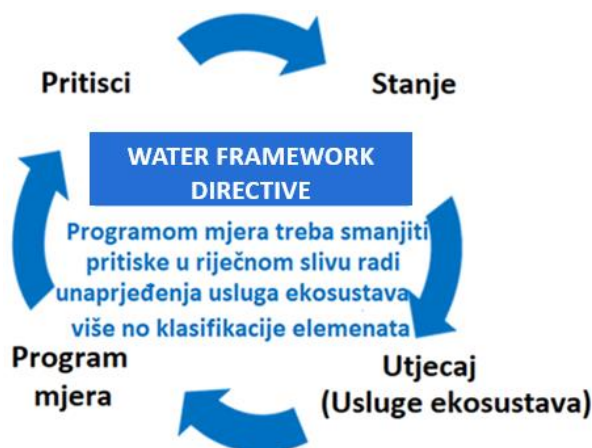 Pritisci
Stanje
WATER FRAMEWORK
DIRECTIVE
Programom mjera treba smanjiti
pritiske u riječnom slivu radi
unaprjeđenja usluga ekosustava
više no klasifikacije elemenata
Program
mjera
Utjecaj
(Usluge ekosustava)